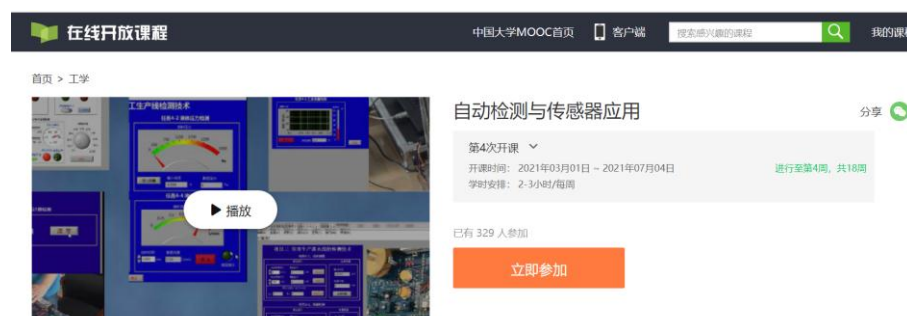 在线开放课程
中国大学MOOC首页
客户端
搜索感兴趣的课程
我的课程
首页 > 工学
工生产线检测技术
播放
自动检测与传感器应用
分享
第4次开课
开课时间: 2021年03月01日 ~ 2021年07月04日
进行至第4周, 共18周
学时安排: 2-3小时/每周
已有 329 人参加
立即参加